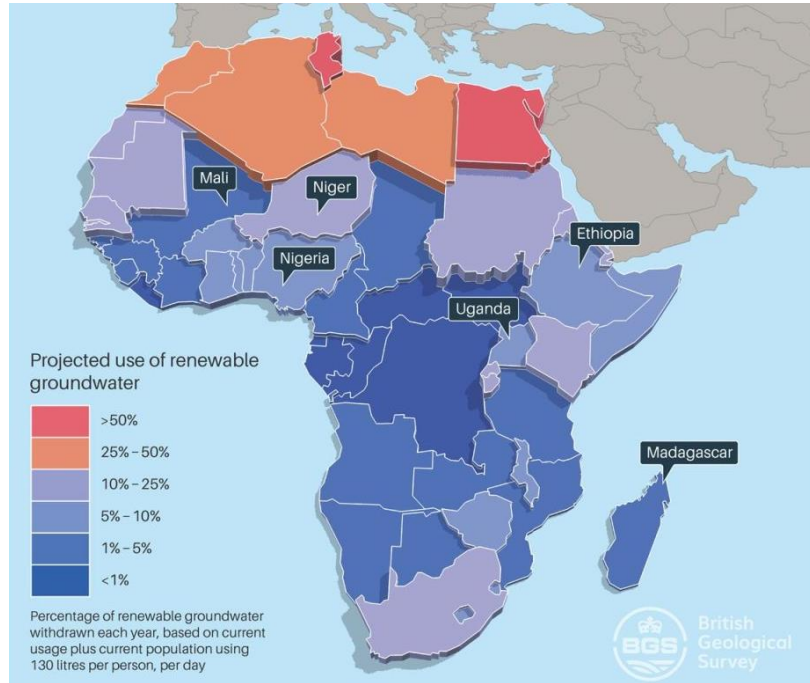 Mali
Niger
Nigeria
Ethiopia
Uganda
Madagascar
Projected use of renewable
groundwater
>50%
25% – 50%
10% – 25%
5% – 10%
1% – 5%
<1%
Percentage of renewable groundwater
withdrawn each year, based on current
usage plus current population using
130 litres per person, per day
BGS
British
Geological
Survey